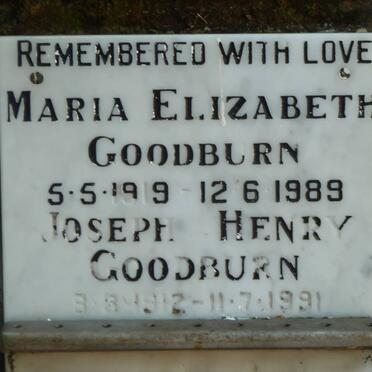 REMEMBERED WITH LOVE
MARIA ELIZABETH
GOODBURN
5·5·1919 - 12·6·1989
JOSEPH HENRY
GOODBURN
8·8·1912 - 11·7·1991